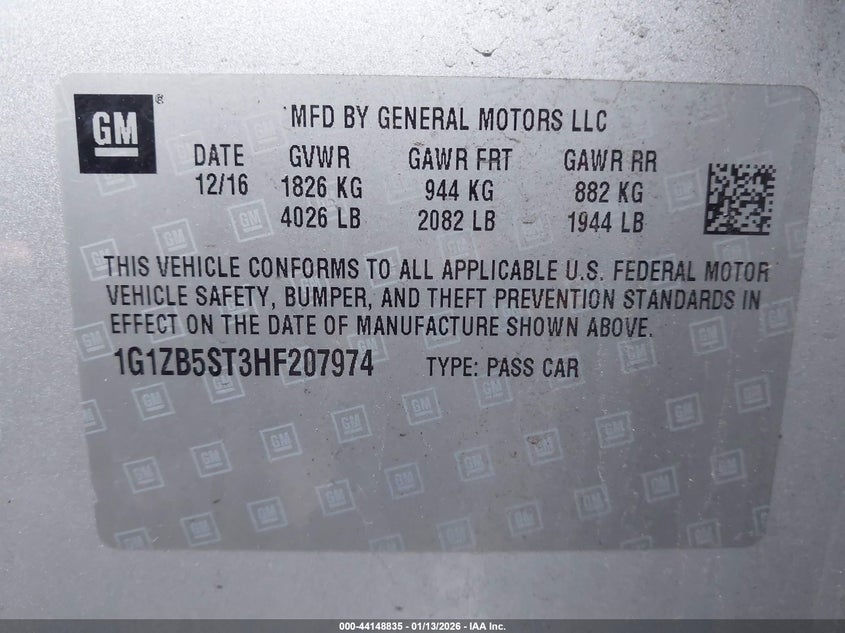 GM
MFD BY GENERAL MOTORS LLC
DATE GVWR GAWR FRT GAWR RR
12/16 1826 KG 944 KG 882 KG
4026 LB 2082 LB 1944 LB
THIS VEHICLE CONFORMS TO ALL APPLICABLE U.S. FEDERAL MOTOR
VEHICLE SAFETY, BUMPER, AND THEFT PREVENTION STANDARDS IN
EFFECT ON THE DATE OF MANUFACTURE SHOWN ABOVE.
1G1ZB5ST3HF207974 TYPE: PASS CAR
000-44148835 - 01/13/2026 - IAA Inc.